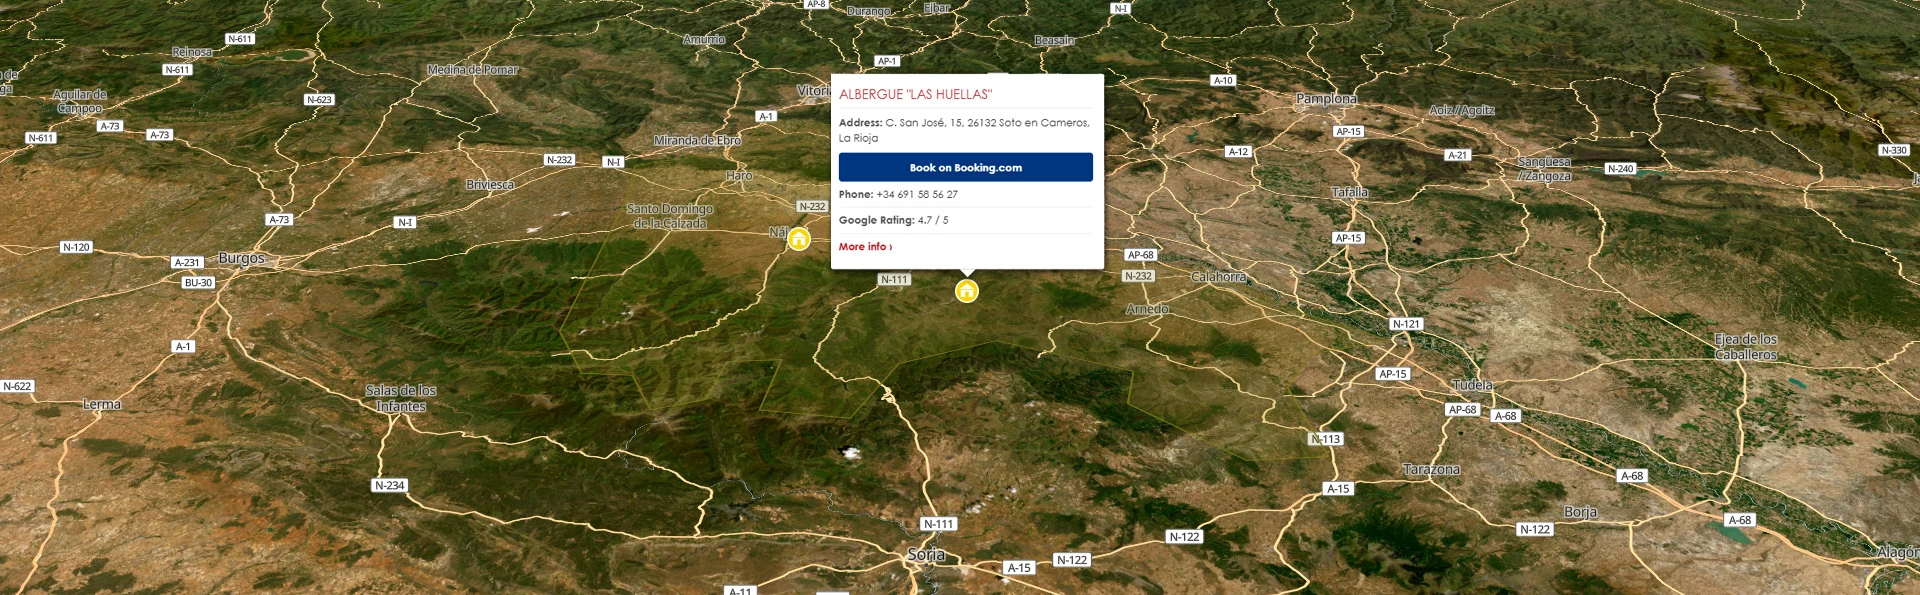 AP-8
Durango
Eibar
N-I
N-611
Reinosa
Amurrio
Beasain
N-611
Medina de Pomar
AP-1
A-10
Aguilar de
Campoo
N-623
Pamplona
Aoiz / Agoitz
ALBERGUE "LAS HUELLAS"
Address: C. San José, 15, 26132 Soto en Cameros,
La Rioja
Book on Booking.com
Phone: +34 691 58 56 27
Google Rating: 4.7 / 5
More info ›
A-73
A-73
N-611
A-1
Miranda de Ebro
AP-15
A-12
A-21
N-330
N-232
N-I
Sangüesa
/ Zangoza
N-240
Haro
Briviesca
Tafalla
Santo Domingo
de la Calzada
N-232
A-73
N-I
AP-15
N-120
A-231
Burgos
BU-30
AP-68
N-232
Calahorra
N-111
Arnedo
N-121
A-1
Ejea de los
Caballeros
AP-15
N-622
Lerma
Salas de los
Infantes
Tudela
AP-68
A-68
N-113
Tarazona
A-68
N-234
A-15
Borja
A-68
N-111
N-122
N-122
Soria
A-15
N-122
Alagón
A-11